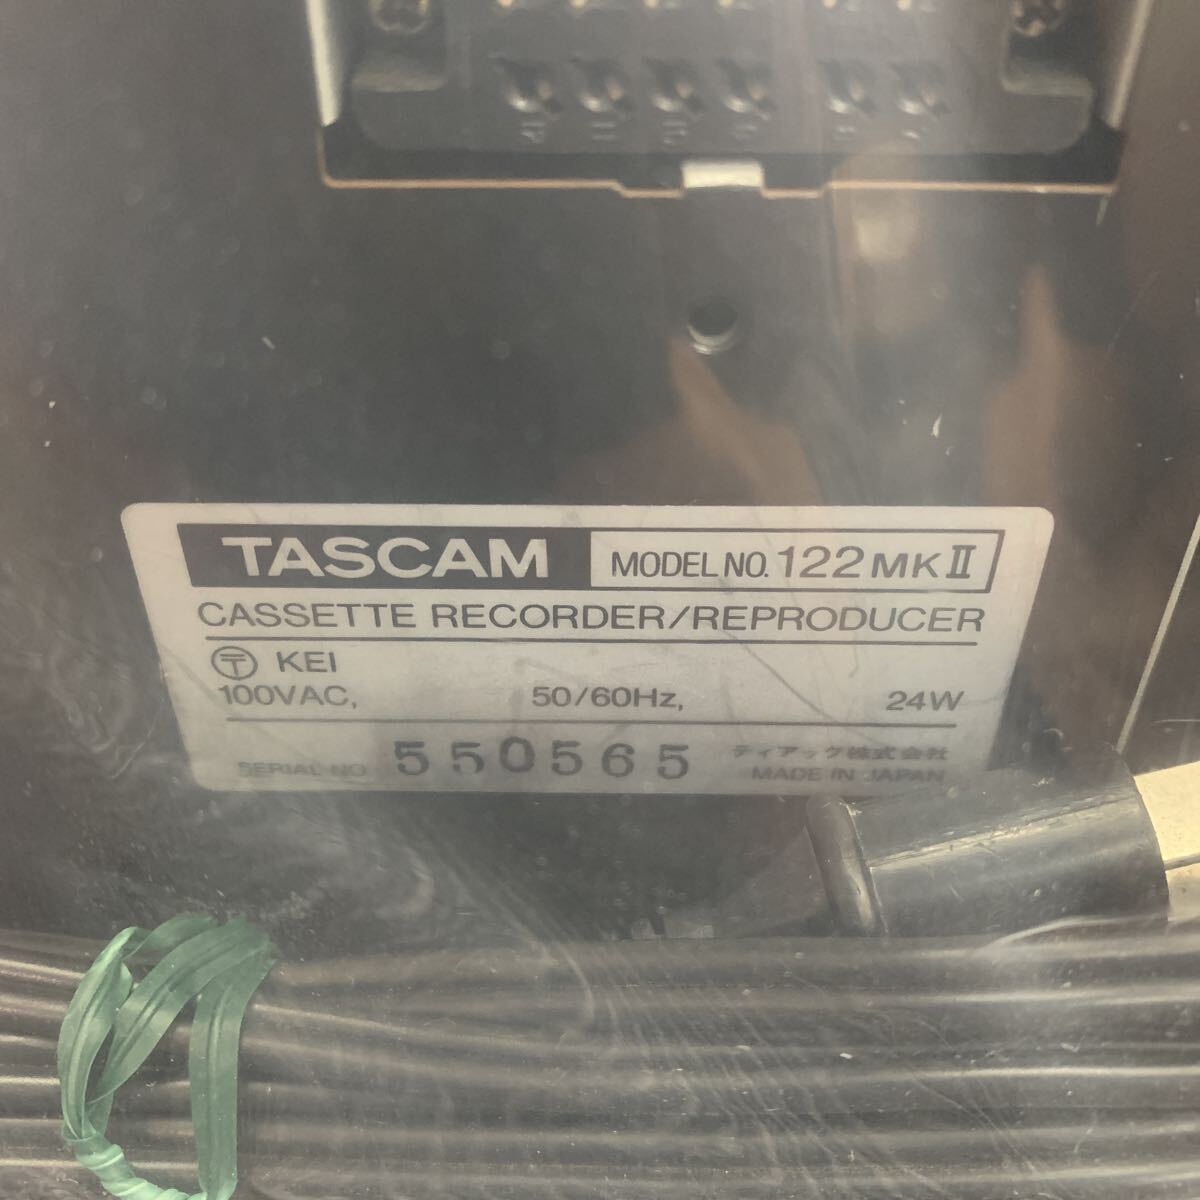 TASCAM MODEL NO. 122 MK II
CASSETTE RECORDER/REPRODUCER
〒 KEI
100VAC, 50/60Hz, 24W
SERIAL NO 550565 ティアック株式会社
MADE IN JAPAN